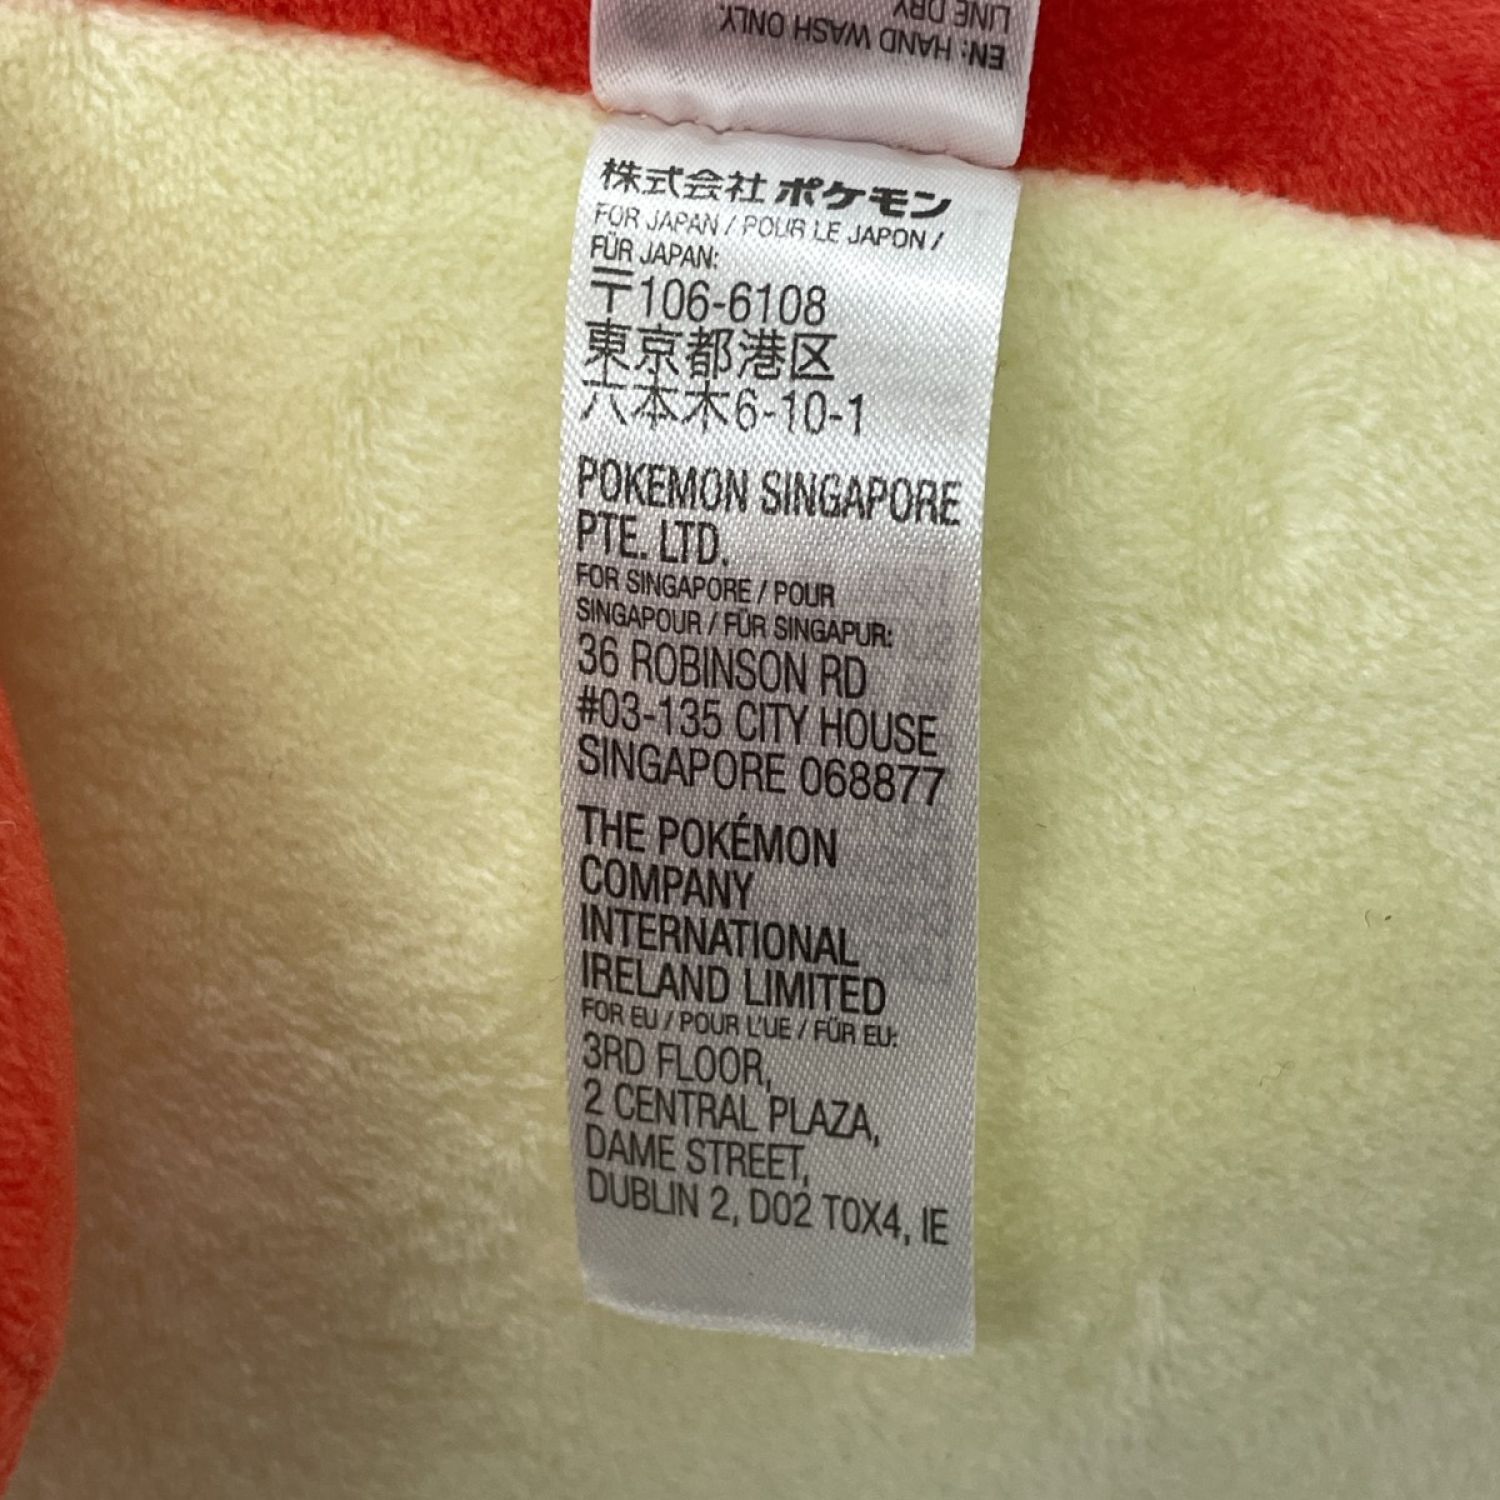 LINE DRY
EN: HAND WASH ONLY.
株式会社ポケモン
FOR JAPAN / POUR LE JAPON /
FÜR JAPAN:
〒106-6108
東京都港区
六本木6-10-1
POKEMON SINGAPORE
PTE. LTD.
FOR SINGAPORE / POUR
SINGAPOUR / FÜR SINGAPUR:
36 ROBINSON RD
#03-135 CITY HOUSE
SINGAPORE 068877
THE POKÉMON
COMPANY
INTERNATIONAL
IRELAND LIMITED
FOR EU / POUR L'UE / FÜR EU:
3RD FLOOR,
2 CENTRAL PLAZA,
DAME STREET,
DUBLIN 2, D02 T0X4, IE